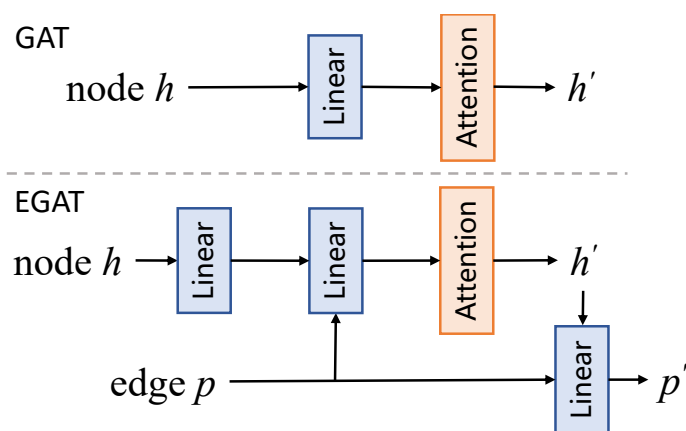 GAT
node h
Linear
Attention
h′
EGAT
node h
Linear
Linear
Attention
h′
edge p
Linear
p′